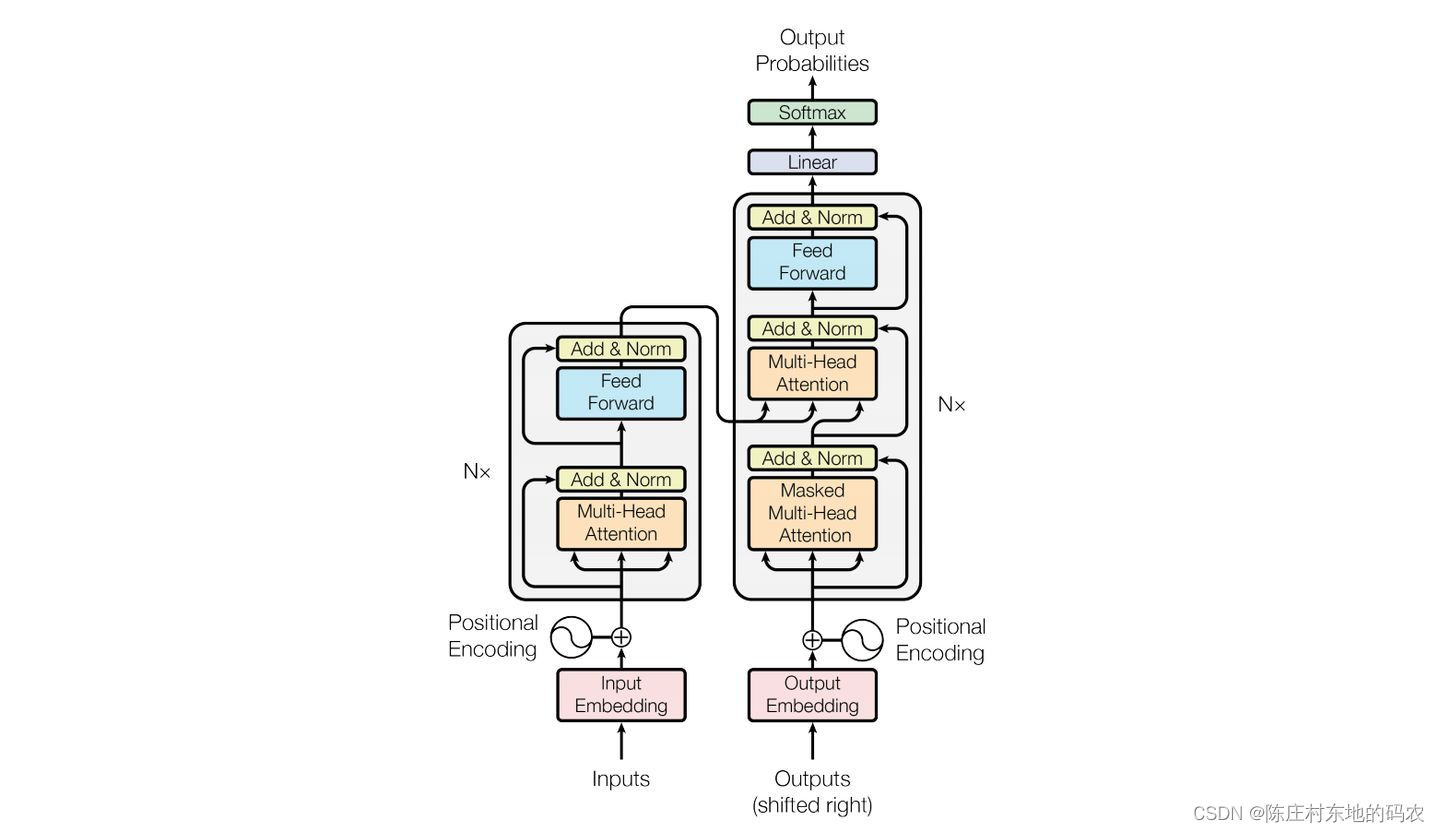 Output
Probabilities
Softmax
Linear
Add & Norm
Feed
Forward
Add & Norm
Multi-Head
Attention
Add & Norm
Masked
Multi-Head
Attention
N×
Add & Norm
Feed
Forward
Add & Norm
Multi-Head
Attention
N×
Positional
Encoding
Positional
Encoding
Input
Embedding
Output
Embedding
Inputs
Outputs
(shifted right)
CSDN @陈庄村东地的码农